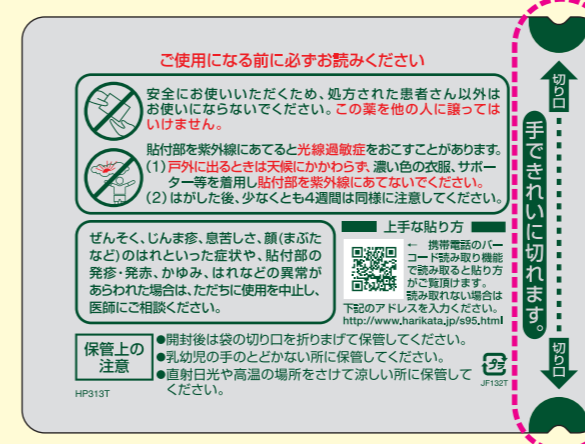 ご使用になる前に必ずお読みください
安全にお使いいただくため、処方された患者さん以外は
お使いにならないでください。この薬を他の人に譲っては
いけません。
貼付部を紫外線にあてると光線過敏症をおこすことがあります。
(1)戸外に出るときは天候にかかわらず、濃い色の衣服、サポー
ター等を着用し貼付部を紫外線にあてないでください。
(2)はがした後、少なくとも4週間は同様に注意してください。
ぜんそく、じんま疹、息苦しさ、顔(まぶた
など)のはれといった症状や、貼付部の
発疹・発赤、かゆみ、はれなどの異常が
あらわれた場合は、ただちに使用を中止し、
医師にご相談ください。
上手な貼り方
← 携帯電話のバー
コード読み取り機能
で読み取ると貼り方
がご覧頂けます。
読み取れない場合は
下記のアドレスを入力ください。
http://www.harikata.jp/s95.html
保管上の
注意
●開封後は袋の切り口を折りまげて保管してください。
●乳幼児の手のとどかない所に保管してください。
●直射日光や高温の場所をさけて涼しい所に保管して
ください。
プラ
HP313T
JF132T
切り口
手できれいに切れます。
切り口